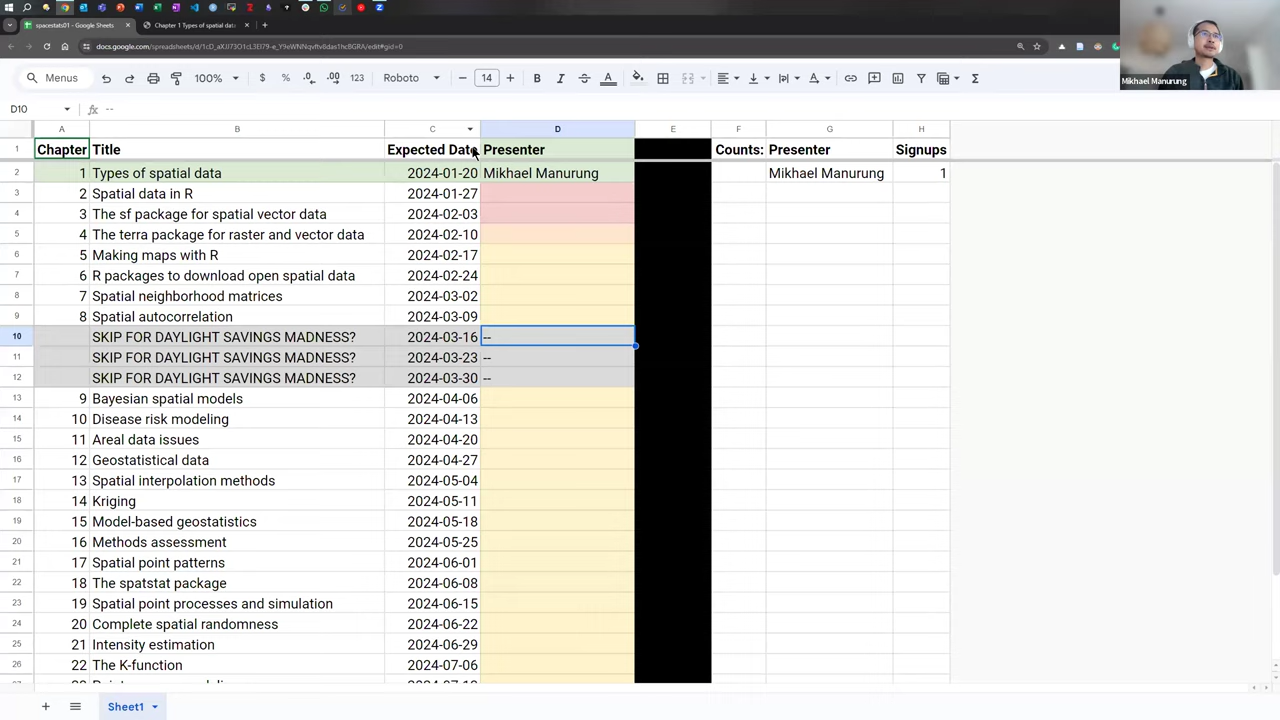 spacestats01 - Google Sheets × Chapter 1 Types of spatial dat × +
docs.google.com/spreadsheets/d/1cD_aXJI73O1cL3EI79-e_Y9eWNNqvftv8das1hcBGRA/edit#gid=0
Mikhael Manurung
Menus 100% $ % .0 .00 123 Roboto 14 B I S A
D10 fx --
A B C D E F G H
1 Chapter Title Expected Date Presenter Counts: Presenter Signups
2 1 Types of spatial data 2024-01-20 Mikhael Manurung Mikhael Manurung 1
3 2 Spatial data in R 2024-01-27
4 3 The sf package for spatial vector data 2024-02-03
5 4 The terra package for raster and vector data 2024-02-10
6 5 Making maps with R 2024-02-17
7 6 R packages to download open spatial data 2024-02-24
8 7 Spatial neighborhood matrices 2024-03-02
9 8 Spatial autocorrelation 2024-03-09
10 SKIP FOR DAYLIGHT SAVINGS MADNESS? 2024-03-16 --
11 SKIP FOR DAYLIGHT SAVINGS MADNESS? 2024-03-23 --
12 SKIP FOR DAYLIGHT SAVINGS MADNESS? 2024-03-30 --
13 9 Bayesian spatial models 2024-04-06
14 10 Disease risk modeling 2024-04-13
15 11 Areal data issues 2024-04-20
16 12 Geostatistical data 2024-04-27
17 13 Spatial interpolation methods 2024-05-04
18 14 Kriging 2024-05-11
19 15 Model-based geostatistics 2024-05-18
20 16 Methods assessment 2024-05-25
21 17 Spatial point patterns 2024-06-01
22 18 The spatstat package 2024-06-08
23 19 Spatial point processes and simulation 2024-06-15
24 20 Complete spatial randomness 2024-06-22
25 21 Intensity estimation 2024-06-29
26 22 The K-function 2024-07-06
Sheet1